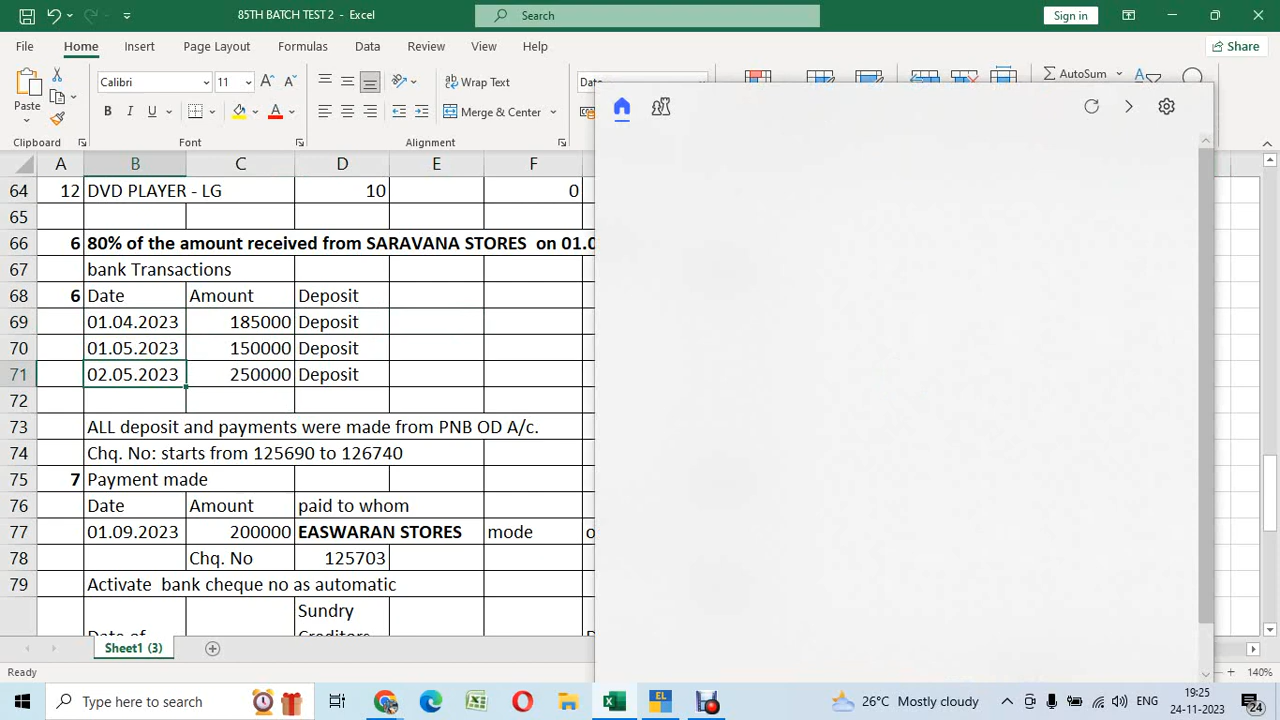 85TH BATCH TEST 2 - Excel
Search
Sign in
File Home Insert Page Layout Formulas Data Review View Help
Share
Paste
Calibri 11
Wrap Text
AutoSum
B I U
Merge & Center
Clipboard Font Alignment
A B C D E F
64 12 DVD PLAYER - LG 10 0
65
66 6 80% of the amount received from SARAVANA STORES on 01.0
67 bank Transactions
68 6 Date Amount Deposit
69 01.04.2023 185000 Deposit
70 01.05.2023 150000 Deposit
71 02.05.2023 250000 Deposit
72
73 ALL deposit and payments were made from PNB OD A/c.
74 Chq. No: starts from 125690 to 126740
75 7 Payment made
76 Date Amount paid to whom
77 01.09.2023 200000 EASWARAN STORES mode
78 Chq. No 125703
79 Activate bank cheque no as automatic
Sundry
Sheet1 (3)
Ready
140%
Type here to search
26°C Mostly cloudy
ENG
19:25
24-11-2023
24